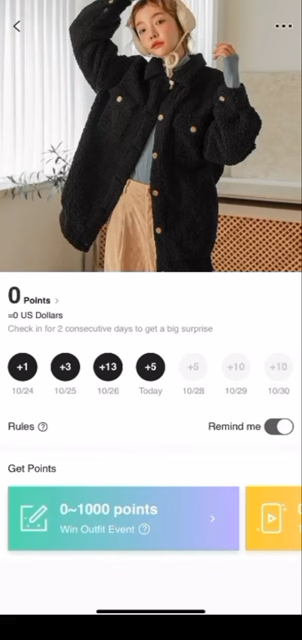 0 Points >
=0 US Dollars
Check in for 2 consecutive days to get a big surprise
+1 +3 +13 +5 +5 +10 +10
10/24 10/25 10/26 Today 10/28 10/29 10/30
Rules ? Remind me
Get Points
0~1000 points
Win Outfit Event ? >